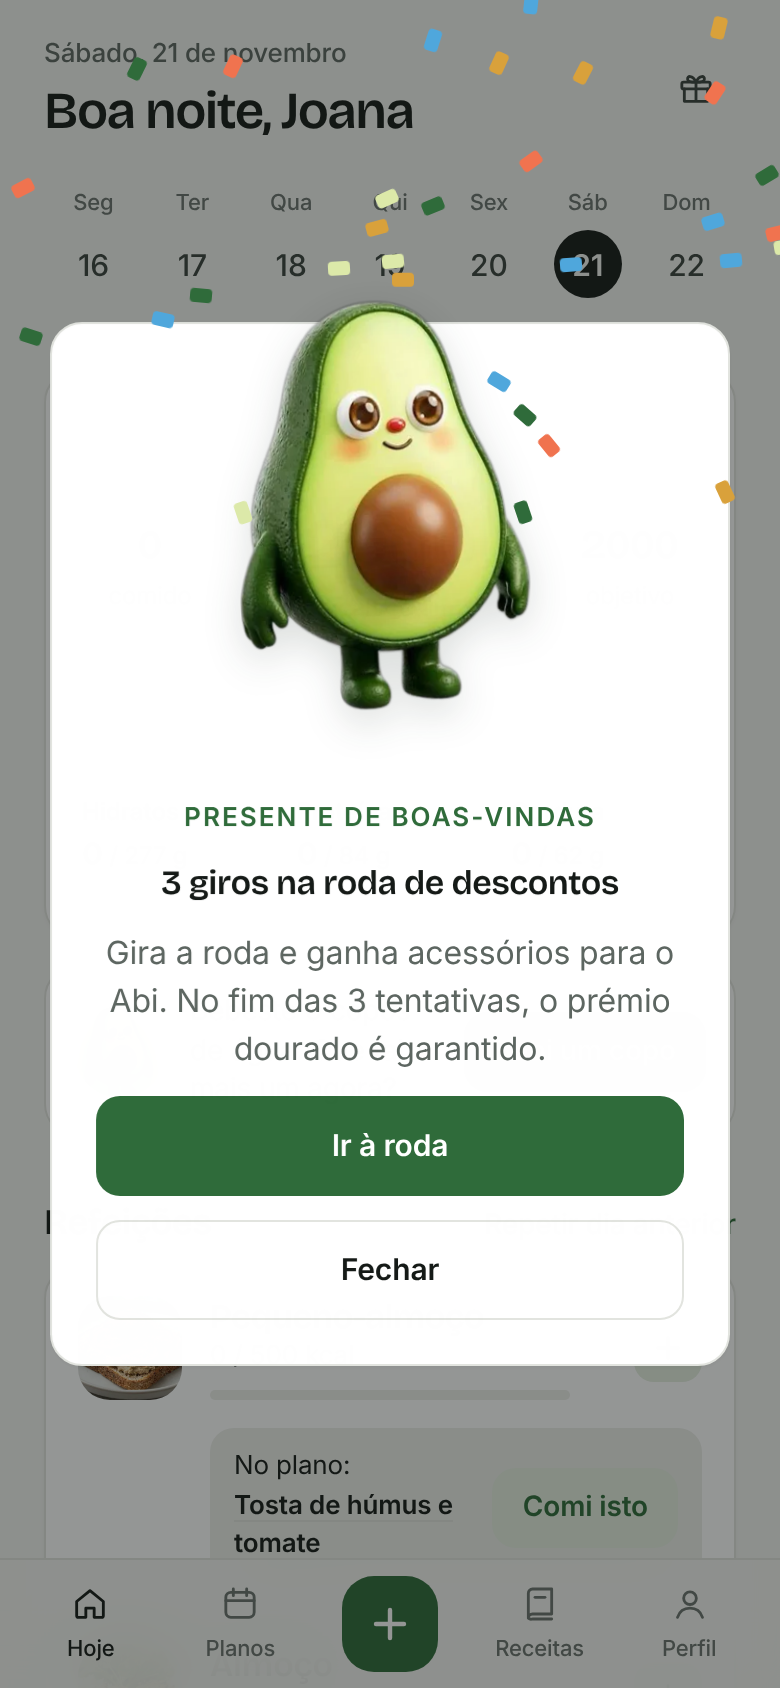 Sábado, 21 de novembro
Boa noite, Joana
Seg Ter Qua Qui Sex Sáb Dom
16 17 18 19 20 21 22
PRESENTE DE BOAS-VINDAS
3 giros na roda de descontos
Gira a roda e ganha acessórios para o
Abi. No fim das 3 tentativas, o prémio
dourado é garantido.
Ir à roda
Fechar
No plano:
Tosta de húmus e
tomate
Comi isto
Almoço
Hoje Planos Receitas Perfil